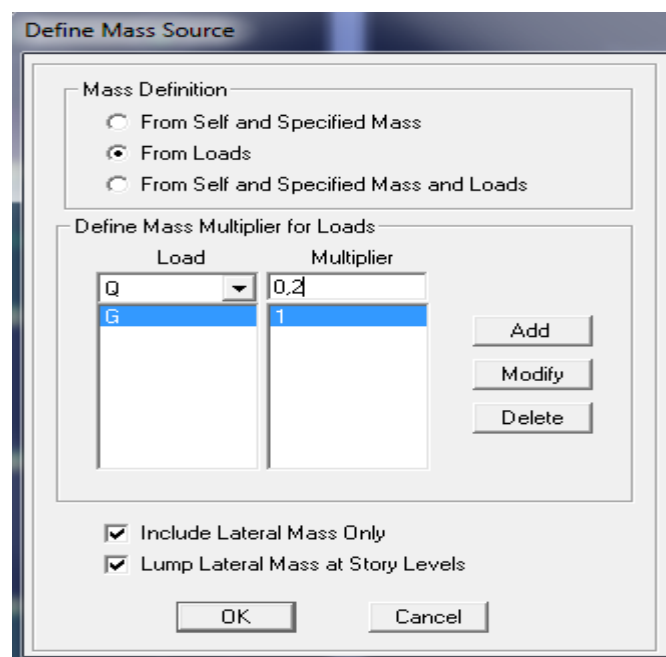 Define Mass Source
Mass Definition
From Self and Specified Mass
From Loads
From Self and Specified Mass and Loads
Define Mass Multiplier for Loads
Load Multiplier
Q 0,2
G 1
Add
Modify
Delete
Include Lateral Mass Only
Lump Lateral Mass at Story Levels
OK Cancel